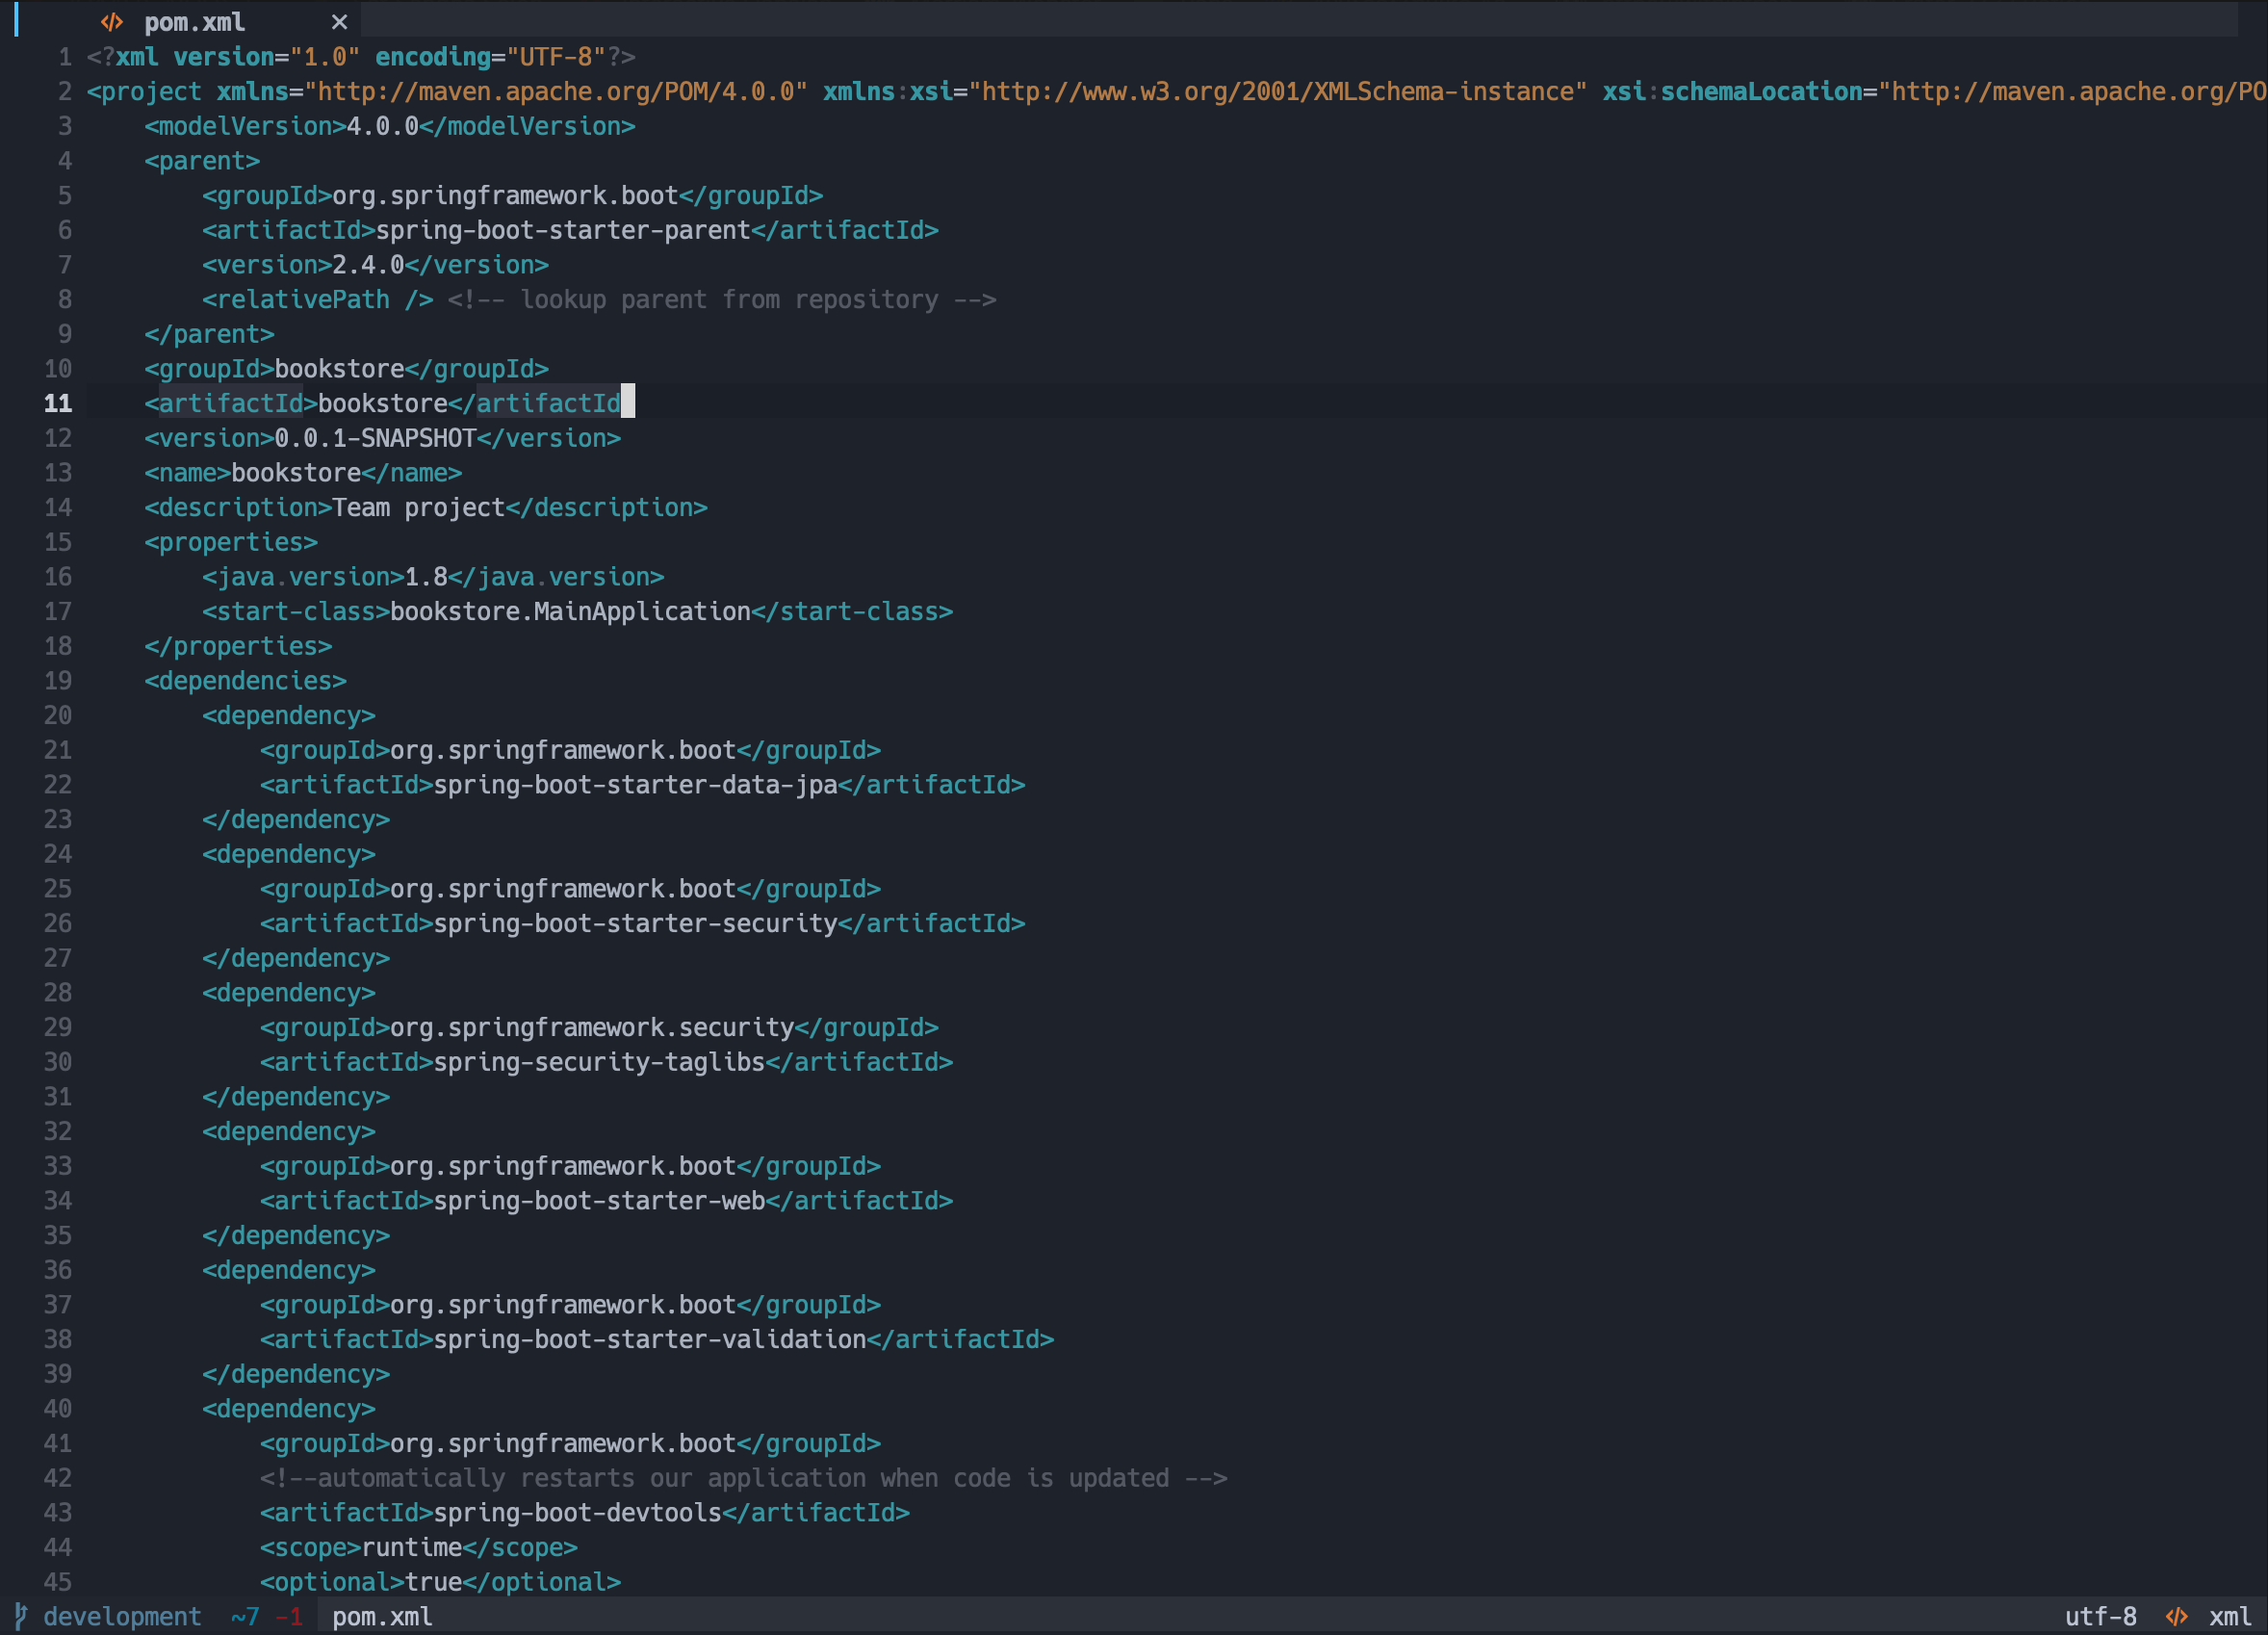 pom.xml ×
1 <?xml version="1.0" encoding="UTF-8"?>
2 <project xmlns="http://maven.apache.org/POM/4.0.0" xmlns:xsi="http://www.w3.org/2001/XMLSchema-instance" xsi:schemaLocation="http://maven.apache.org/PO
3 <modelVersion>4.0.0</modelVersion>
4 <parent>
5 <groupId>org.springframework.boot</groupId>
6 <artifactId>spring-boot-starter-parent</artifactId>
7 <version>2.4.0</version>
8 <relativePath /> <!-- lookup parent from repository -->
9 </parent>
10 <groupId>bookstore</groupId>
11 <artifactId>bookstore</artifactId
12 <version>0.0.1-SNAPSHOT</version>
13 <name>bookstore</name>
14 <description>Team project</description>
15 <properties>
16 <java.version>1.8</java.version>
17 <start-class>bookstore.MainApplication</start-class>
18 </properties>
19 <dependencies>
20 <dependency>
21 <groupId>org.springframework.boot</groupId>
22 <artifactId>spring-boot-starter-data-jpa</artifactId>
23 </dependency>
24 <dependency>
25 <groupId>org.springframework.boot</groupId>
26 <artifactId>spring-boot-starter-security</artifactId>
27 </dependency>
28 <dependency>
29 <groupId>org.springframework.security</groupId>
30 <artifactId>spring-security-taglibs</artifactId>
31 </dependency>
32 <dependency>
33 <groupId>org.springframework.boot</groupId>
34 <artifactId>spring-boot-starter-web</artifactId>
35 </dependency>
36 <dependency>
37 <groupId>org.springframework.boot</groupId>
38 <artifactId>spring-boot-starter-validation</artifactId>
39 </dependency>
40 <dependency>
41 <groupId>org.springframework.boot</groupId>
42 <!--automatically restarts our application when code is updated -->
43 <artifactId>spring-boot-devtools</artifactId>
44 <scope>runtime</scope>
45 <optional>true</optional>
development ~7 -1 pom.xml utf-8 xml